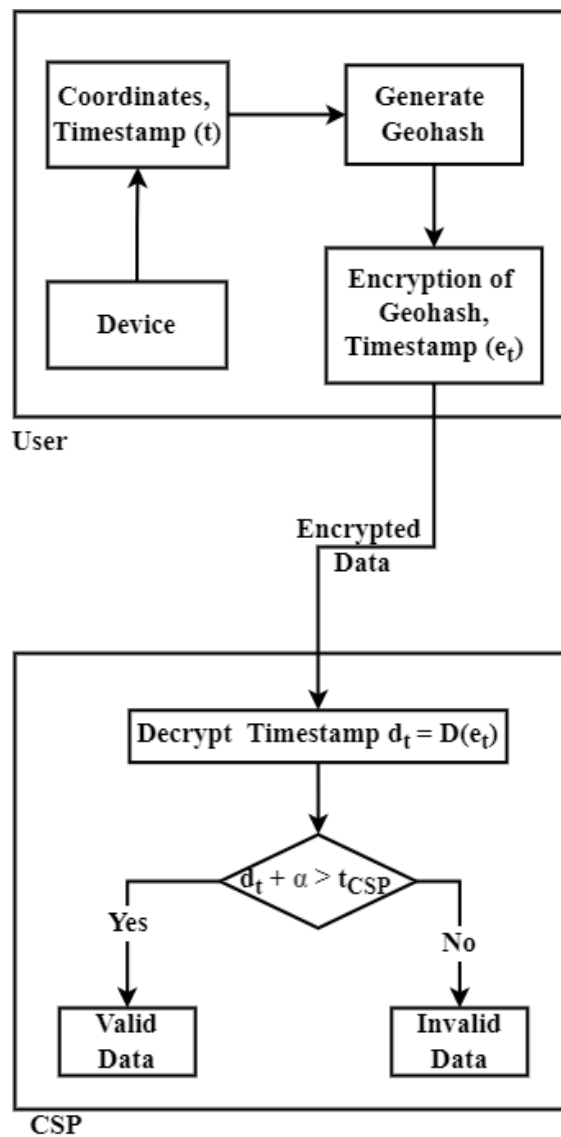 Coordinates,
Timestamp (t)
Generate
Geohash
Device
Encryption of
Geohash,
Timestamp (eₜ)
User
Encrypted
Data
Decrypt Timestamp dₜ = D(eₜ)
dₜ + α > t_CSP
Yes
No
Valid
Data
Invalid
Data
CSP